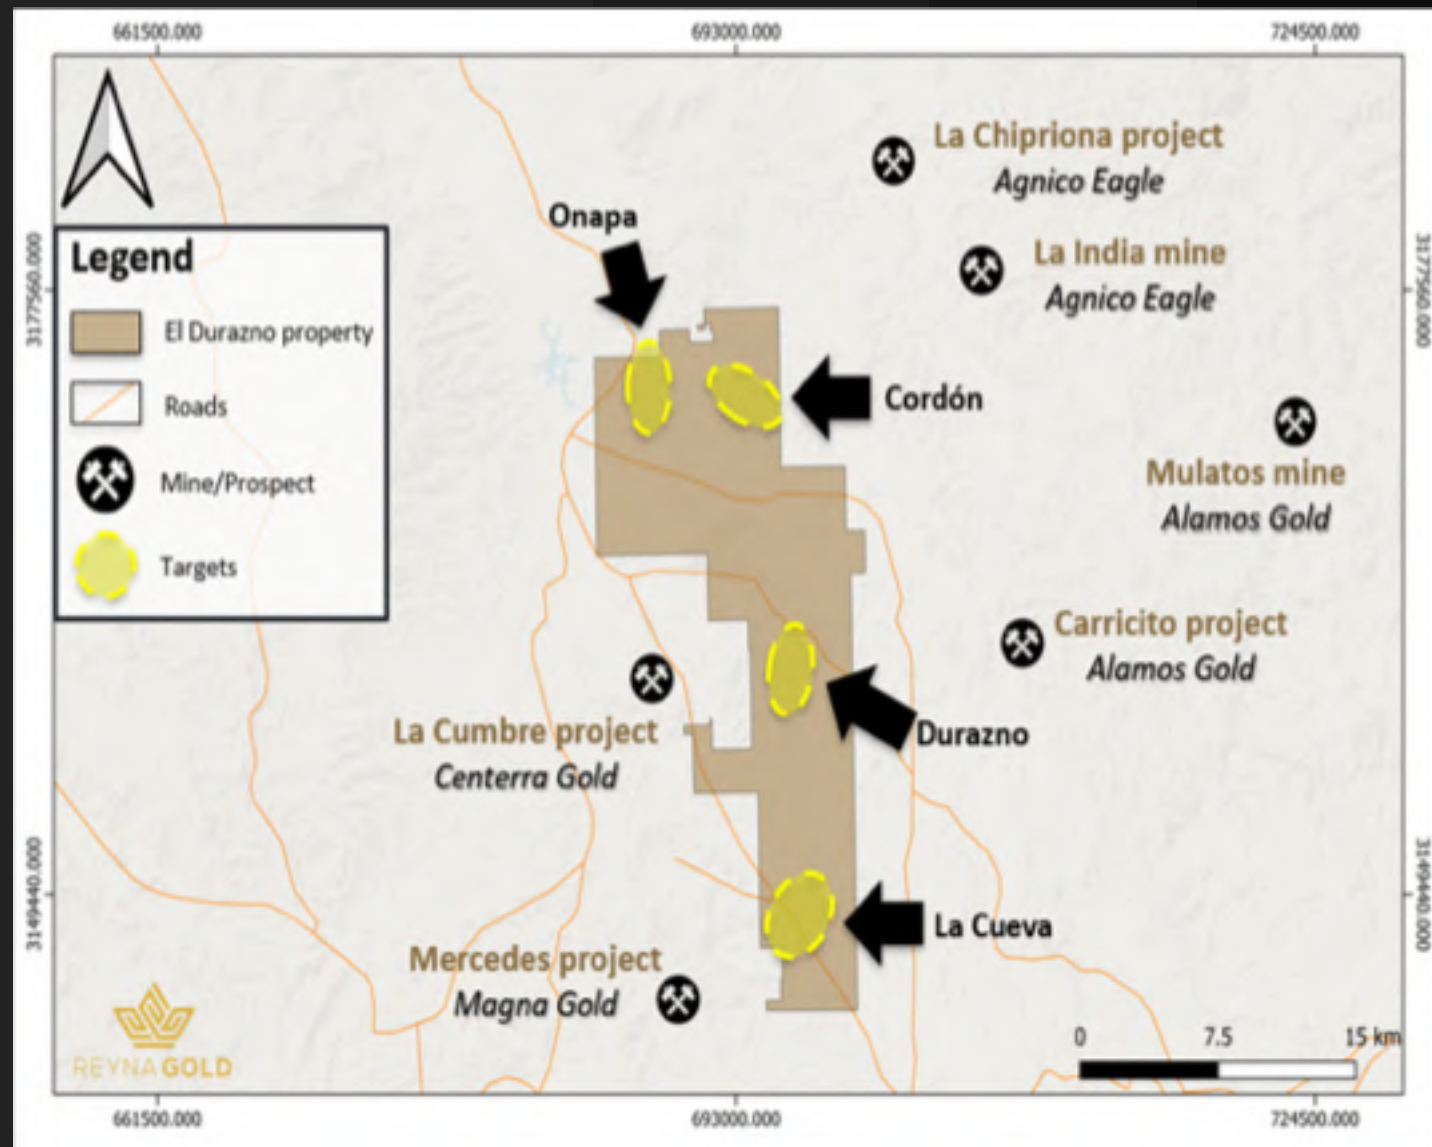 661500.000
693000.000
724500.000
La Chipriona project
Agnico Eagle
Onapa
La India mine
Agnico Eagle
3177560.000
3177560.000
Legend
El Durazno property
Roads
Mine/Prospect
Targets
Cordón
Mulatos mine
Alamos Gold
Carricito project
Alamos Gold
La Cumbre project
Centerra Gold
Durazno
3149440.000
3149440.000
La Cueva
Mercedes project
Magna Gold
REYNAGOLD
0 7.5 15 km
661500.000
693000.000
724500.000